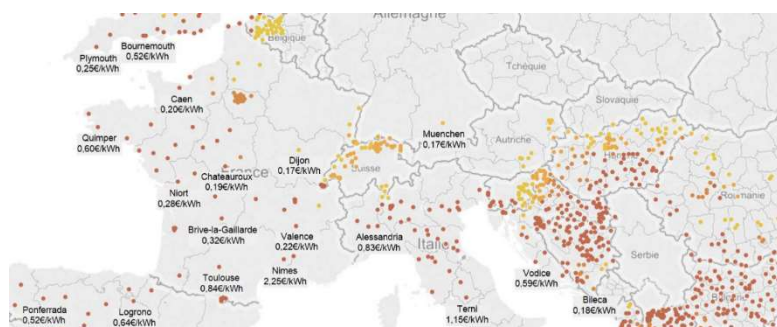 Allemagne
Belgique
Bournemouth
0,52€/kWh
Plymouth
0,25€/kWh
Tchéquie
Slovaquie
Caen
0,20€/kWh
Muenchen
0,17€/kWh
Autriche
Quimper
0,60€/kWh
Dijon
0,17€/kWh
Suisse
Hongrie
Chateauroux
0,19€/kWh
France
Niort
0,28€/kWh
Roumanie
Brive-la-Gaillarde
0,32€/kWh
Valence
0,22€/kWh
Alessandria
0,83€/kWh
Italie
Serbie
Toulouse
0,84€/kWh
Nimes
2,25€/kWh
Vodice
0,59€/kWh
Bileca
0,18€/kWh
Bulgarie
Ponferrada
0,52€/kWh
Logrono
0,64€/kWh
Terni
1,15€/kWh